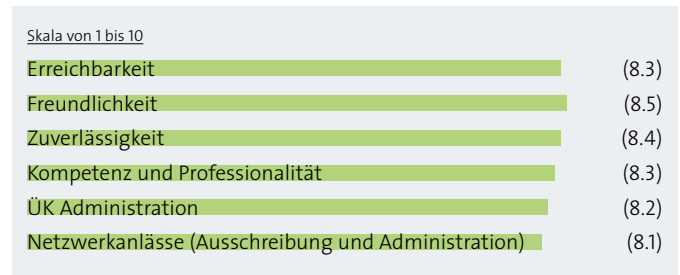 Skala von 1 bis 10
Erreichbarkeit (8.3)
Freundlichkeit (8.5)
Zuverlässigkeit (8.4)
Kompetenz und Professionalität (8.3)
ÜK Administration (8.2)
Netzwerkanlässe (Ausschreibung und Administration) (8.1)